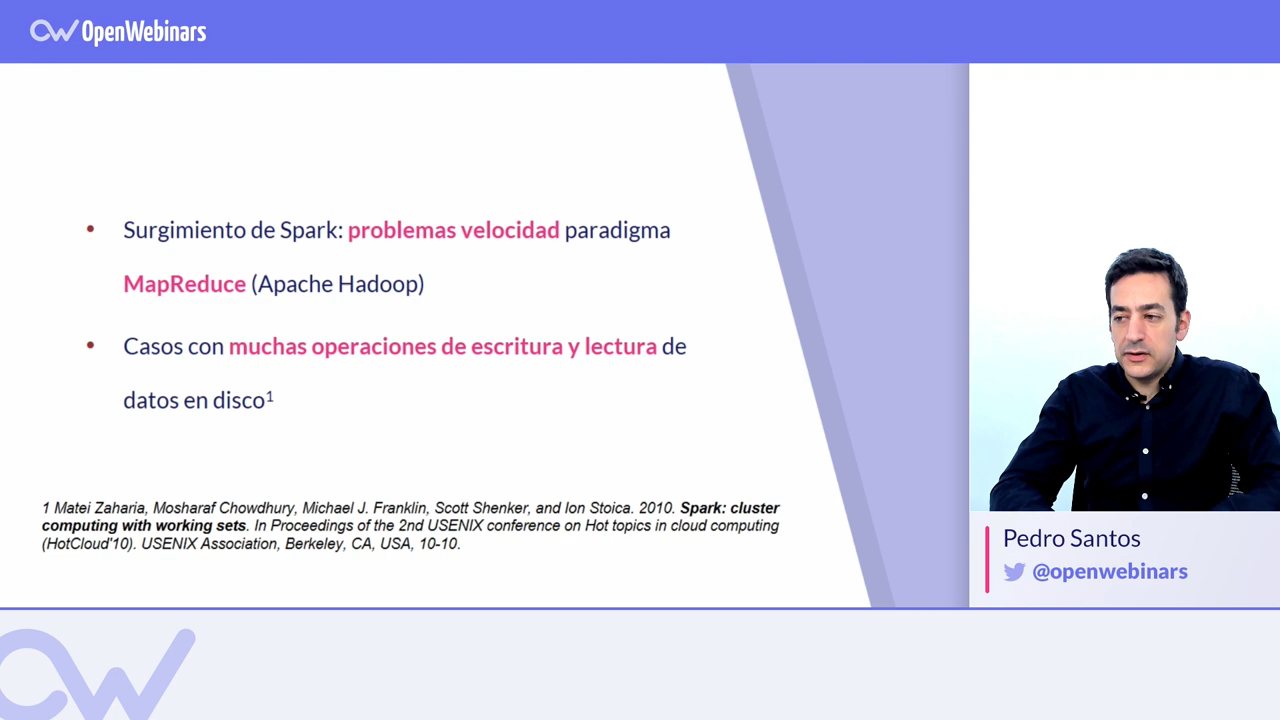 OpenWebinars
• Surgimiento de Spark: problemas velocidad paradigma
MapReduce (Apache Hadoop)
• Casos con muchas operaciones de escritura y lectura de
datos en disco¹
1 Matei Zaharia, Mosharaf Chowdhury, Michael J. Franklin, Scott Shenker, and Ion Stoica. 2010. Spark: cluster
computing with working sets. In Proceedings of the 2nd USENIX conference on Hot topics in cloud computing
(HotCloud'10). USENIX Association, Berkeley, CA, USA, 10-10.
Pedro Santos
@openwebinars